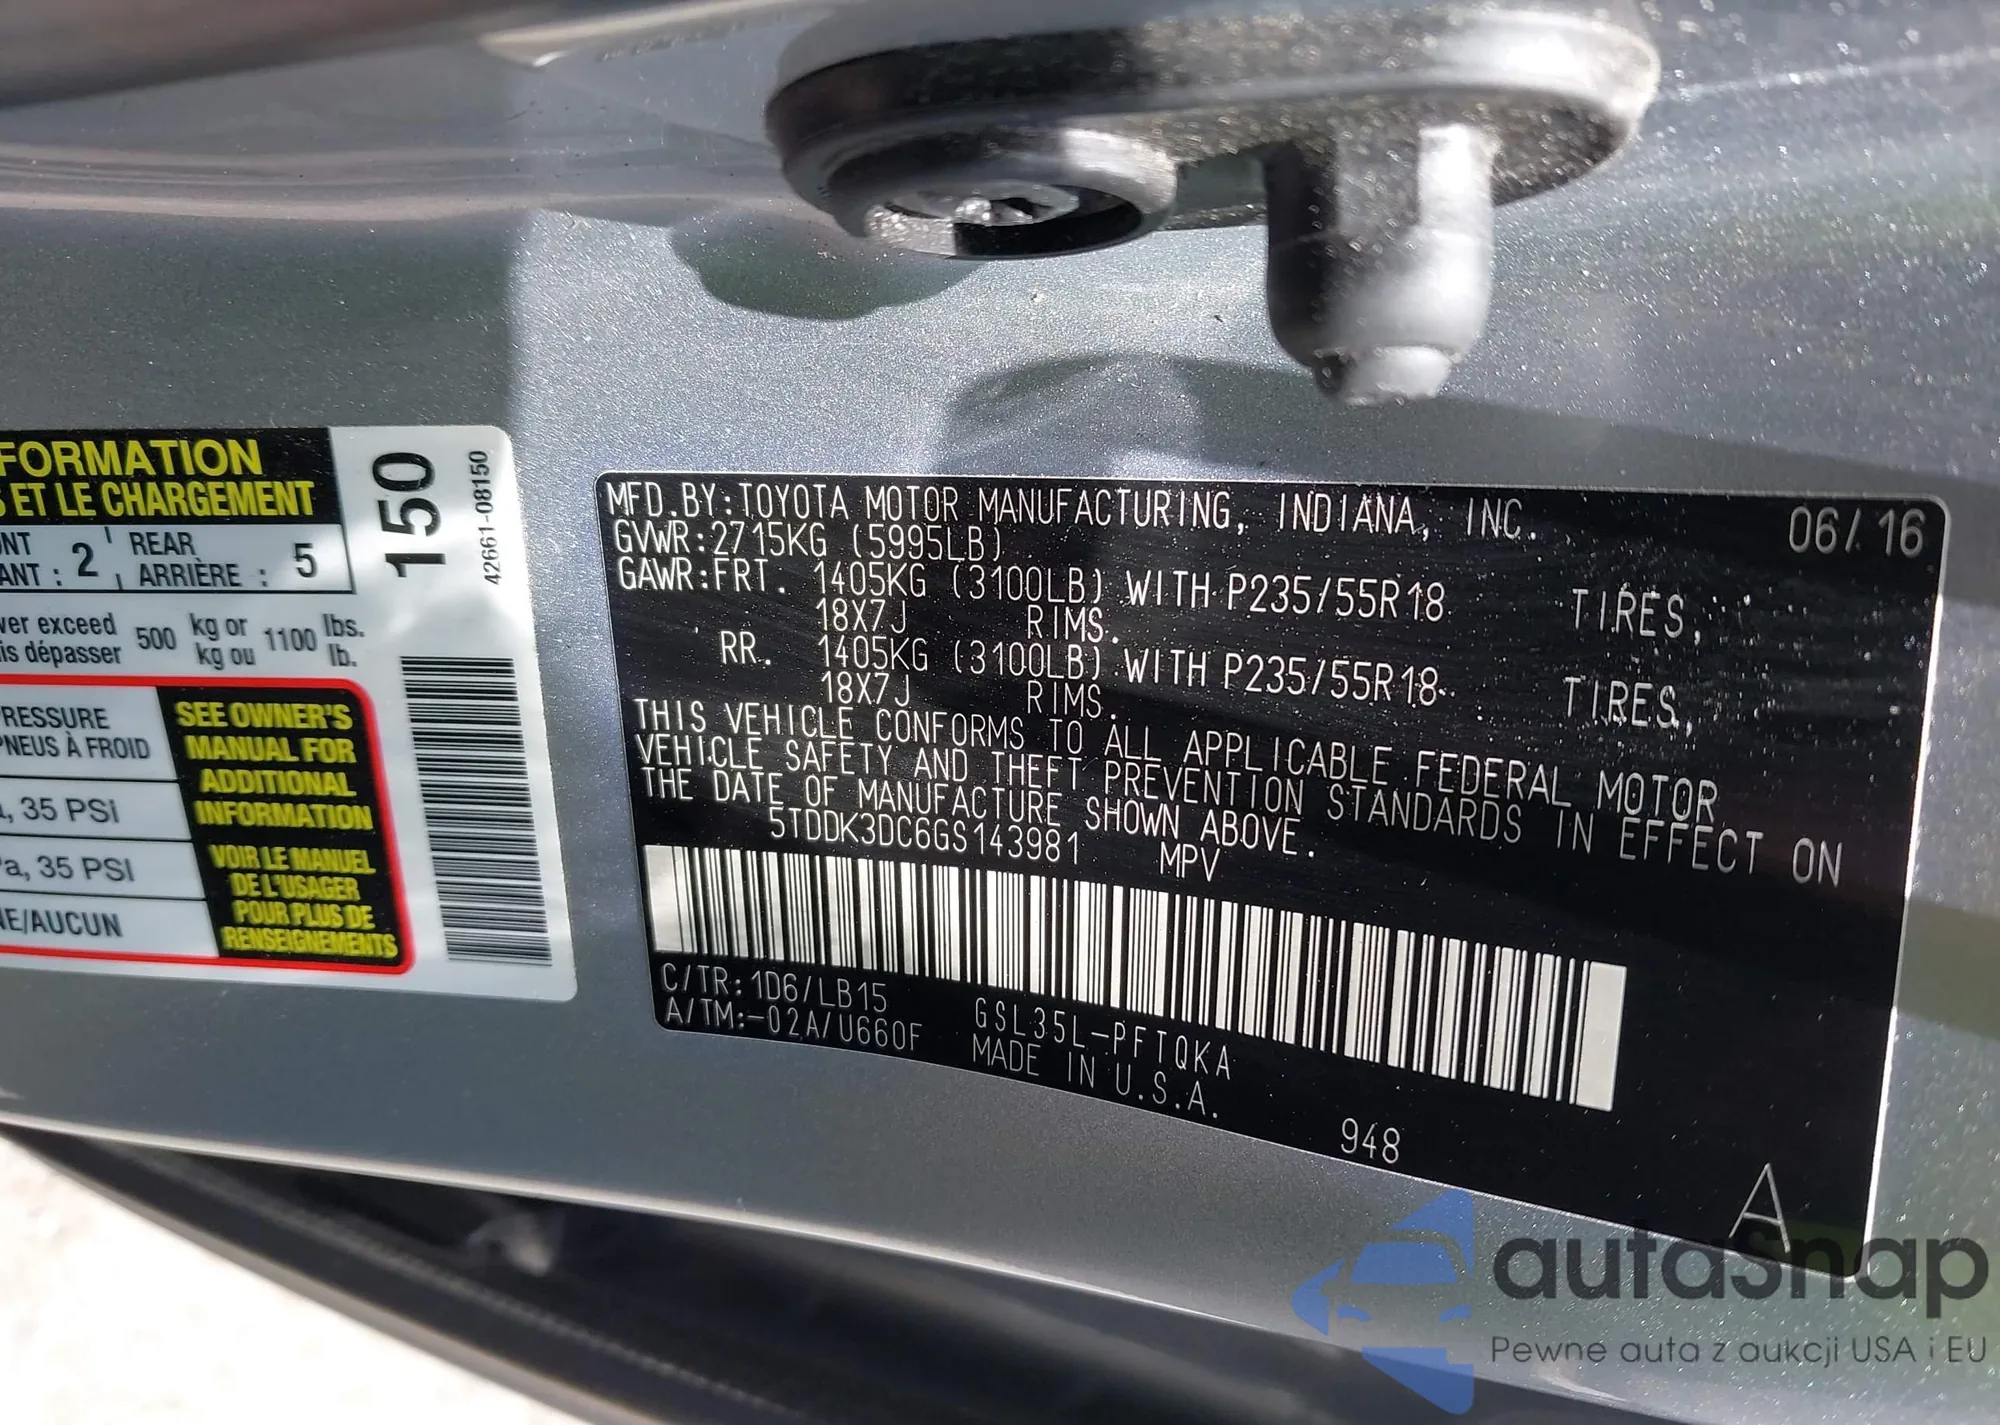 FORMATION
ET LE CHARGEMENT
150
42661-08150
2
REAR
ARRIÈRE : 5
ANT :
exceed 500 kg or 1100 lbs.
dépasser kg ou lb.
PNEUS À FROID
SEE OWNER'S
MANUAL FOR
ADDITIONAL
INFORMATION
VOIR LE MANUEL
DE L'USAGER
POUR PLUS DE
RENSEIGNEMENTS
, 35 PSI
, 35 PSI
/AUCUN
MFD.BY:TOYOTA MOTOR MANUFACTURING, INDIANA, INC. 06/16
GVWR:2715KG (5995LB)
GAWR:FRT. 1405KG (3100LB) WITH P235/55R18 TIRES,
18X7J RIMS.
RR. 1405KG (3100LB) WITH P235/55R18 TIRES,
18X7J RIMS.
THIS VEHICLE CONFORMS TO ALL APPLICABLE FEDERAL MOTOR
VEHICLE SAFETY AND THEFT PREVENTION STANDARDS IN EFFECT ON
THE DATE OF MANUFACTURE SHOWN ABOVE.
5TDDK3DC6GS143981 MPV
C/TR:1D6/LB15 GSL35L-PFTQKA
A/TM:-02A/U660F MADE IN U.S.A.
948
A
autasnap
Pewne auta z aukcji USA i EU